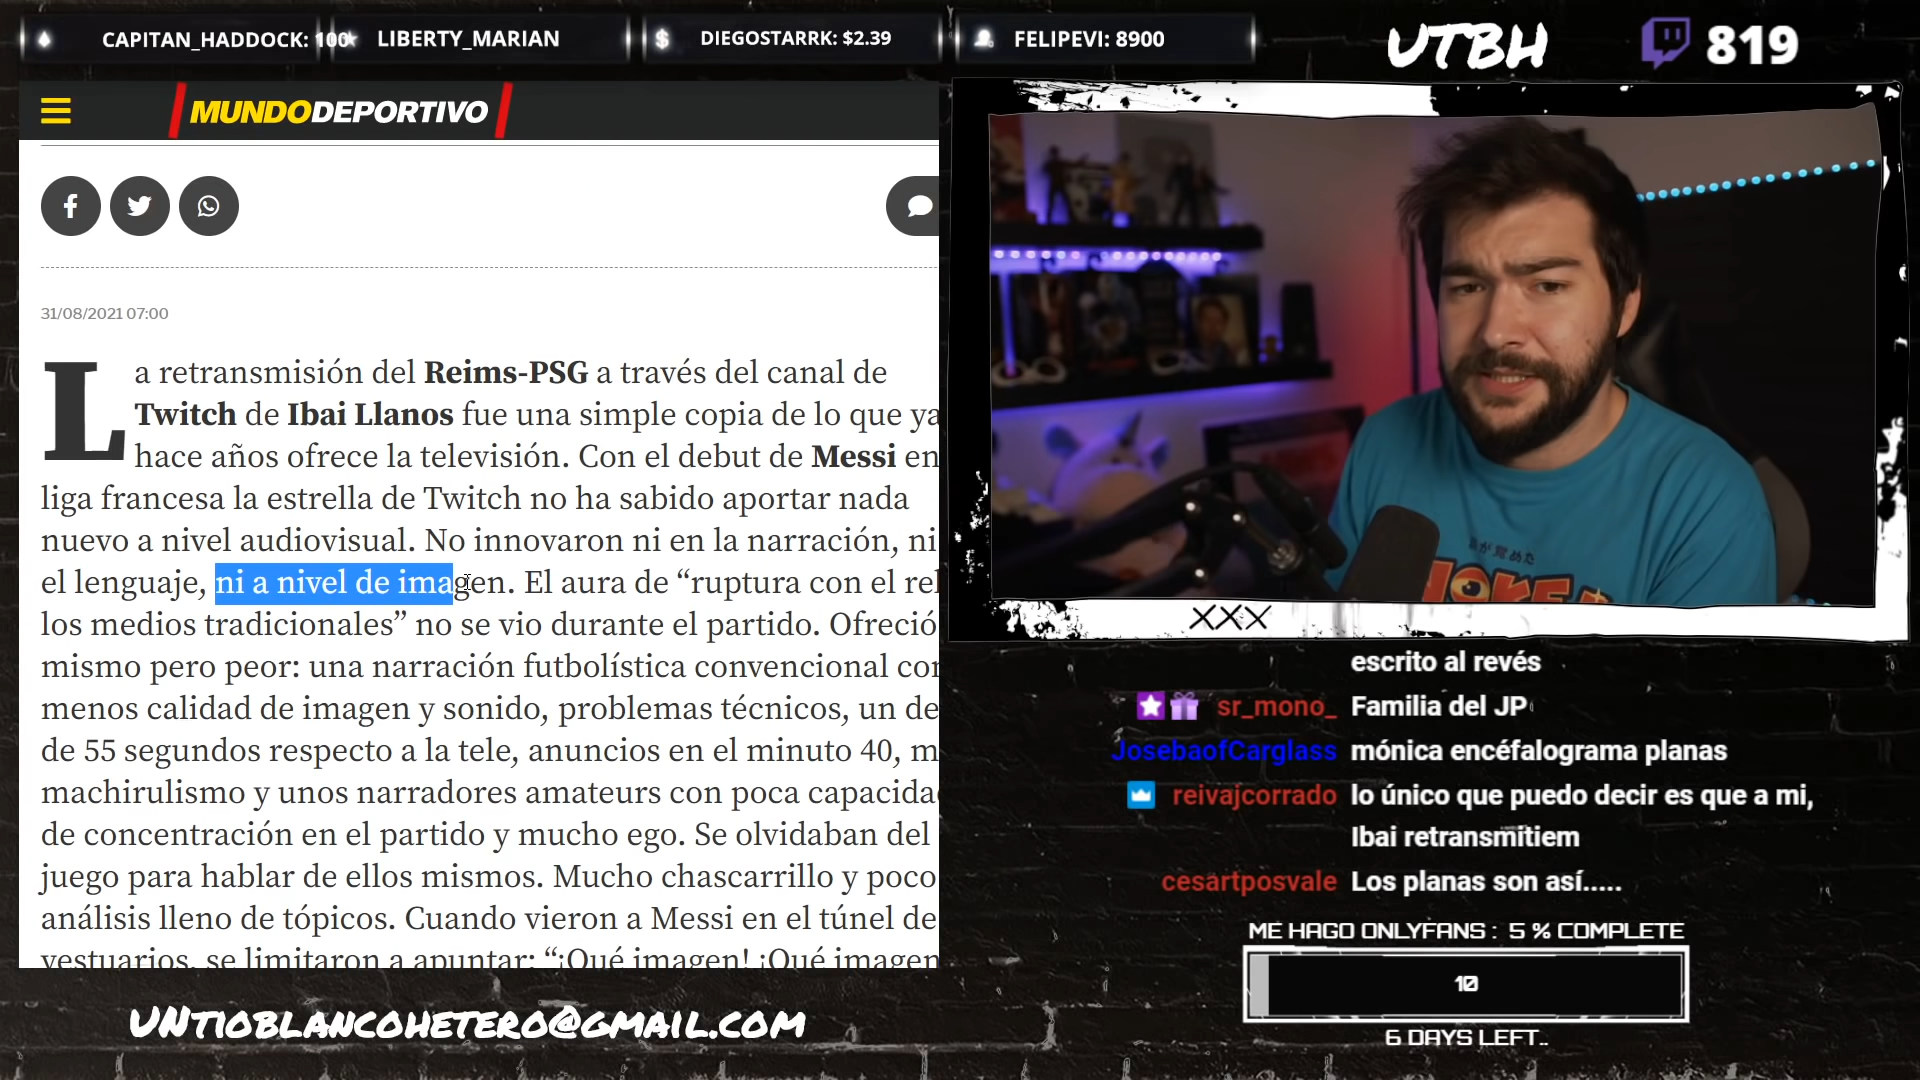 CAPITAN_HADDOCK: 100
LIBERTY_MARIAN
DIEGOSTARRK: $2.39
FELIPEVI: 8900
UTBH
819
MUNDODEPORTIVO
31/08/2021 07:00
La retransmisión del Reims-PSG a través del canal de
Twitch de Ibai Llanos fue una simple copia de lo que ya
hace años ofrece la televisión. Con el debut de Messi en
liga francesa la estrella de Twitch no ha sabido aportar nada
nuevo a nivel audiovisual. No innovaron ni en la narración, ni
el lenguaje, ni a nivel de imagen. El aura de “ruptura con el rel
los medios tradicionales” no se vio durante el partido. Ofreció
mismo pero peor: una narración futbolística convencional con
menos calidad de imagen y sonido, problemas técnicos, un de
de 55 segundos respecto a la tele, anuncios en el minuto 40, m
machirulismo y unos narradores amateurs con poca capacida
de concentración en el partido y mucho ego. Se olvidaban del
juego para hablar de ellos mismos. Mucho chascarrillo y poco
análisis lleno de tópicos. Cuando vieron a Messi en el túnel de
vestuarios, se limitaron a apuntar: “¡Qué imagen! ¡Qué imagen
XXX
escrito al revés
sr_mono_ Familia del JP
JosebaofCarglass mónica encéfalograma planas
reivajcorrado lo único que puedo decir es que a mi,
Ibai retransmitiem
cesartposvale Los planas son así.....
ME HAGO ONLYFANS : 5 % COMPLETE
10
6 DAYS LEFT..
UNTIOBLANCOHETERO@GMAIL.COM